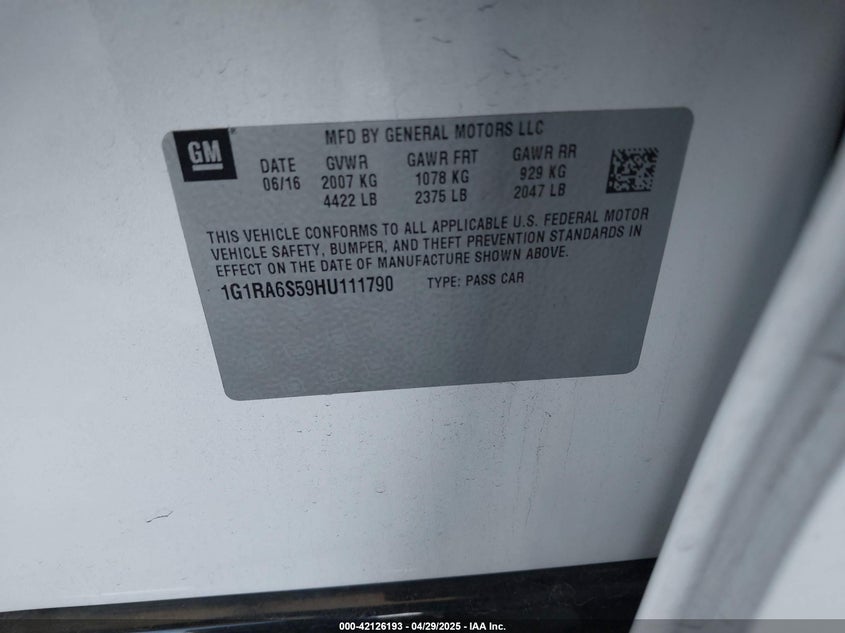 GM
MFD BY GENERAL MOTORS LLC
DATE GVWR GAWR FRT GAWR RR
06/16 2007 KG 1078 KG 929 KG
4422 LB 2375 LB 2047 LB
THIS VEHICLE CONFORMS TO ALL APPLICABLE U.S. FEDERAL MOTOR
VEHICLE SAFETY, BUMPER, AND THEFT PREVENTION STANDARDS IN
EFFECT ON THE DATE OF MANUFACTURE SHOWN ABOVE.
1G1RA6S59HU111790 TYPE: PASS CAR
000-42126193 - 04/29/2025 - IAA Inc.